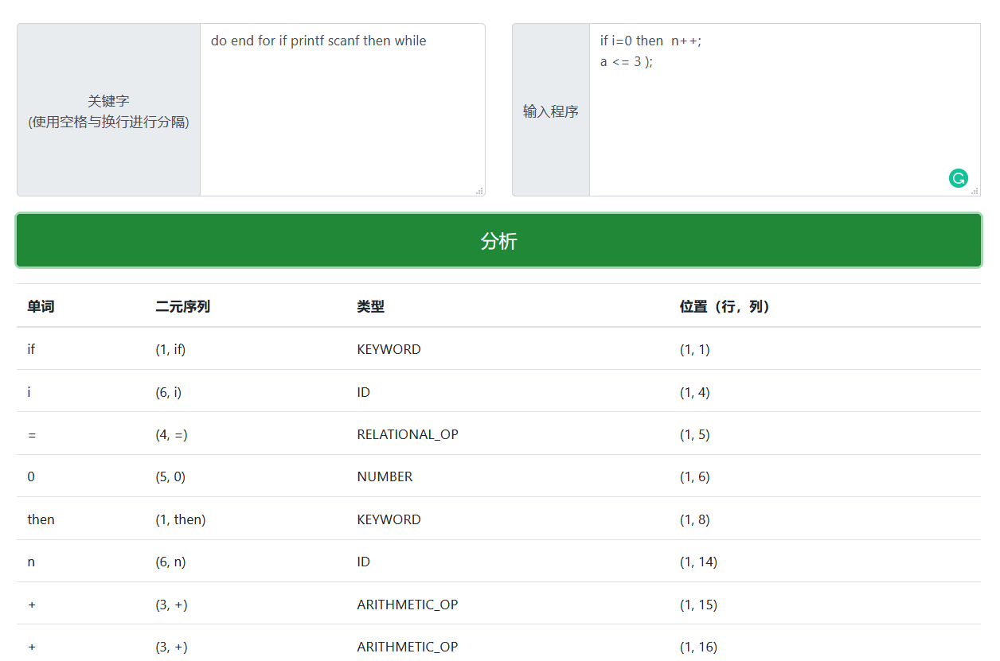 关键字
(使用空格与换行进行分隔)
do end for if printf scanf then while
输入程序
if i=0 then  n++;
a <= 3 );
分析
单词 二元序列 类型 位置（行，列）
if (1, if) KEYWORD (1, 1)
i (6, i) ID (1, 4)
= (4, =) RELATIONAL_OP (1, 5)
0 (5, 0) NUMBER (1, 6)
then (1, then) KEYWORD (1, 8)
n (6, n) ID (1, 14)
+ (3, +) ARITHMETIC_OP (1, 15)
+ (3, +) ARITHMETIC_OP (1, 16)